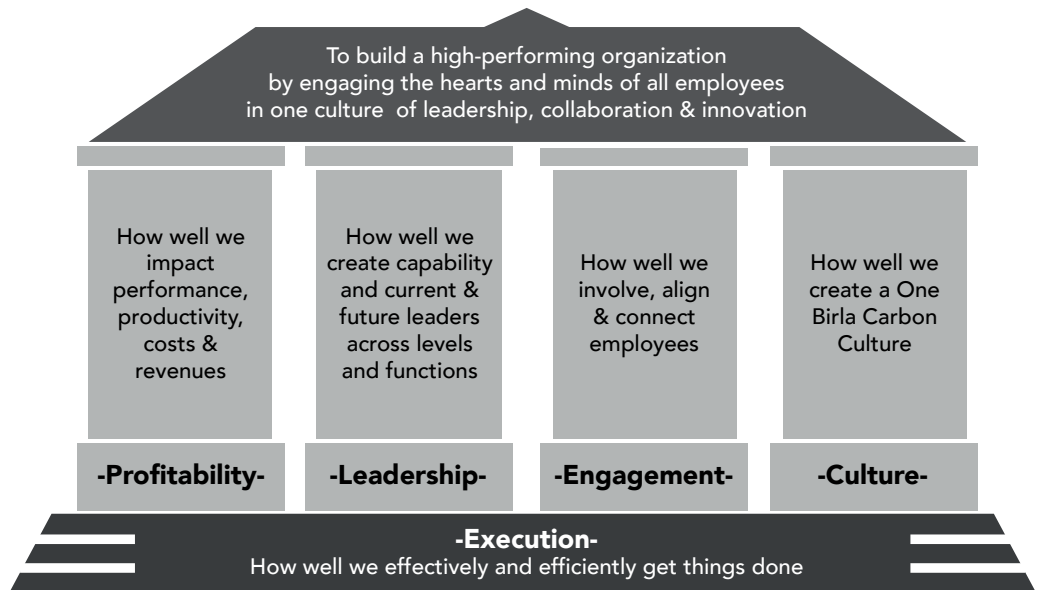 To build a high-performing organization
by engaging the hearts and minds of all employees
in one culture of leadership, collaboration & innovation
How well we
impact
performance,
productivity,
costs &
revenues
-Profitability-
How well we
create capability
and current &
future leaders
across levels
and functions
-Leadership-
How well we
involve, align
& connect
employees
-Engagement-
How well we
create a One
Birla Carbon
Culture
-Culture-
-Execution-
How well we effectively and efficiently get things done